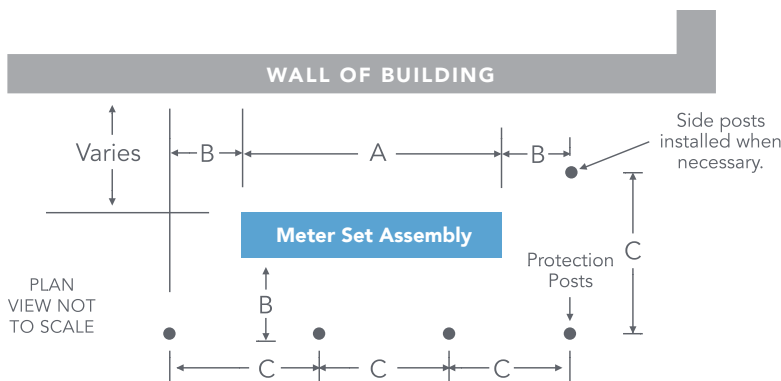 WALL OF BUILDING
Side posts
installed when
necessary.
Varies
B
A
B
Meter Set Assembly
C
Protection
Posts
PLAN
VIEW NOT
TO SCALE
B
C
C
C